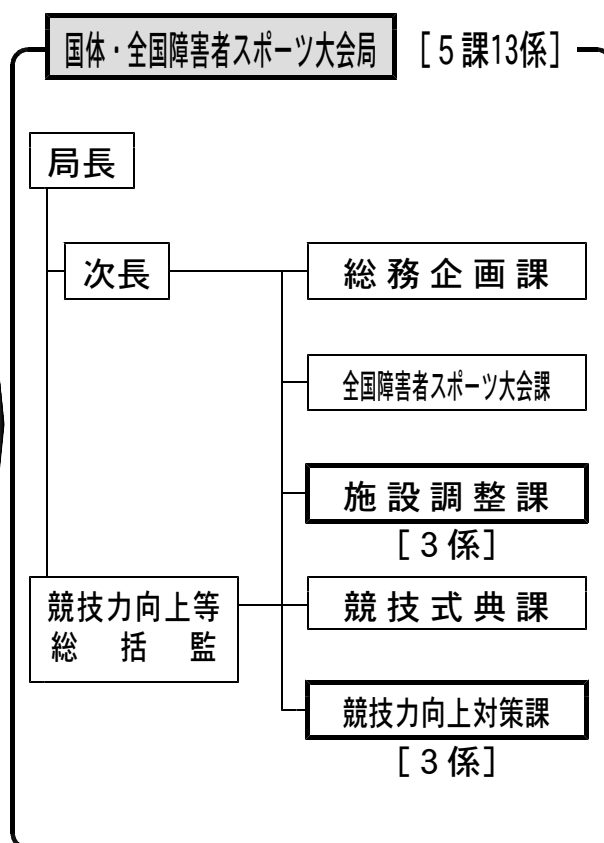 国体・全国障害者スポーツ大会局 [5課13係]
局長
次長
総務企画課
全国障害者スポーツ大会課
施設調整課
[3係]
競技力向上等
総括監
競技式典課
競技力向上対策課
[3係]